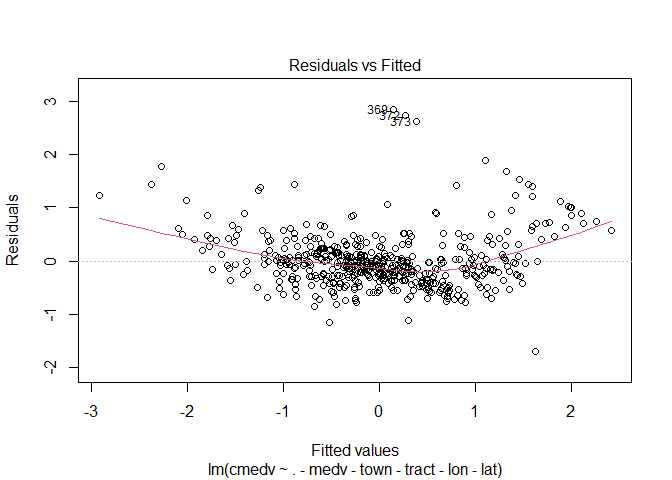 Residuals vs Fitted
Residuals
3
2
1
0
-1
-2
369
372
373
-3 -2 -1 0 1 2
Fitted values
lm(cmedv ~ . - medv - town - tract - lon - lat)